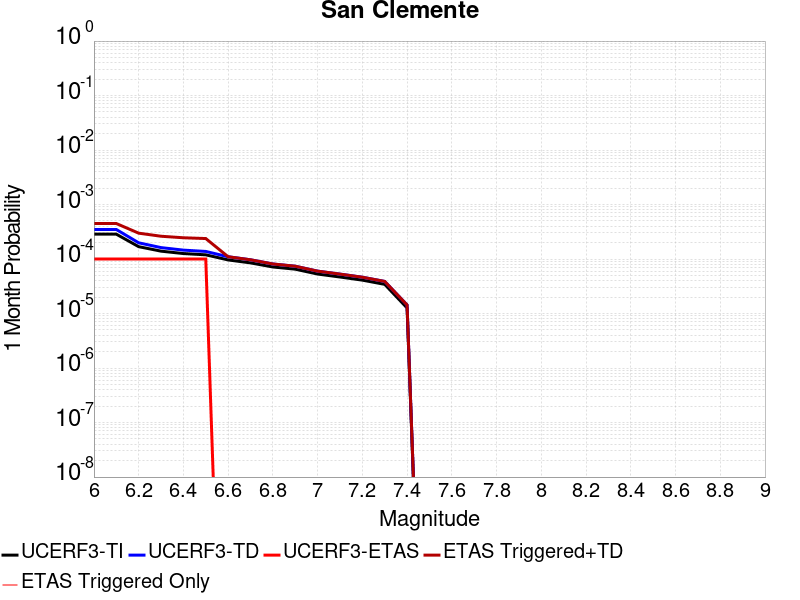 San Clemente
10^0
10^-1
10^-2
10^-3
10^-4
10^-5
10^-6
10^-7
10^-8
1 Month Probability
6 6.2 6.4 6.6 6.8 7 7.2 7.4 7.6 7.8 8 8.2 8.4 8.6 8.8 9
Magnitude
UCERF3-TI UCERF3-TD UCERF3-ETAS ETAS Triggered+TD
ETAS Triggered Only